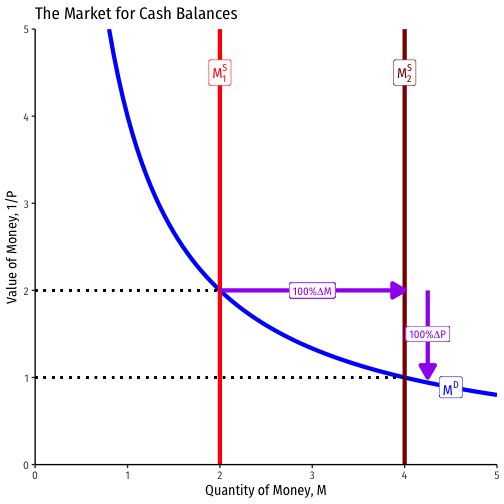 The Market for Cash Balances
5
4
3
2
1
0
Value of Money, 1/P
M₁ˢ
M₂ˢ
100%ΔM
100%ΔP
Mᴰ
0 1 2 3 4 5
Quantity of Money, M